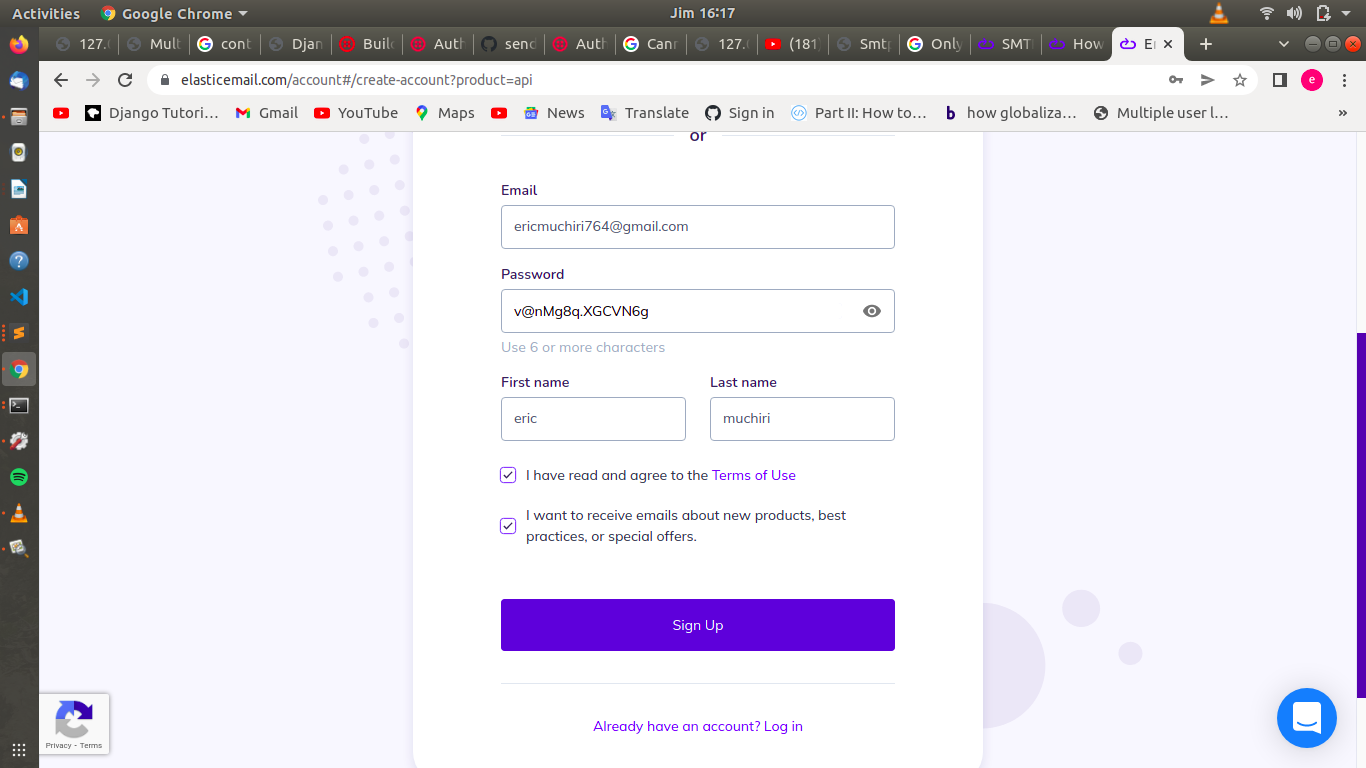 Activities Google Chrome Jim 16:17
127. Mult cont Djan Buil Auth send Auth Cann 127. (181) Smtp Only SMT How E
elasticemail.com/account#/create-account?product=api e
Django Tutori... Gmail YouTube Maps News Translate Sign in Part II: How to... how globaliza... Multiple user l... »
or
Email
ericmuchiri764@gmail.com
Password
v@nMg8q.XGCVN6g
Use 6 or more characters
First name Last name
eric muchiri
I have read and agree to the Terms of Use
I want to receive emails about new products, best
practices, or special offers.
Sign Up
Already have an account? Log in
Privacy - Terms